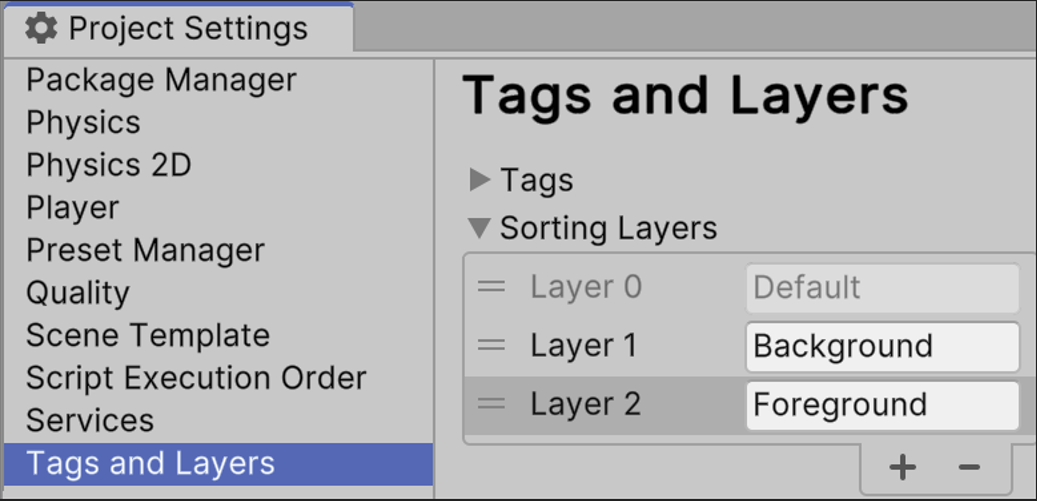 Project Settings
Package Manager
Physics
Physics 2D
Player
Preset Manager
Quality
Scene Template
Script Execution Order
Services
Tags and Layers
Tags and Layers
Tags
Sorting Layers
Layer 0 Default
Layer 1 Background
Layer 2 Foreground
+ −